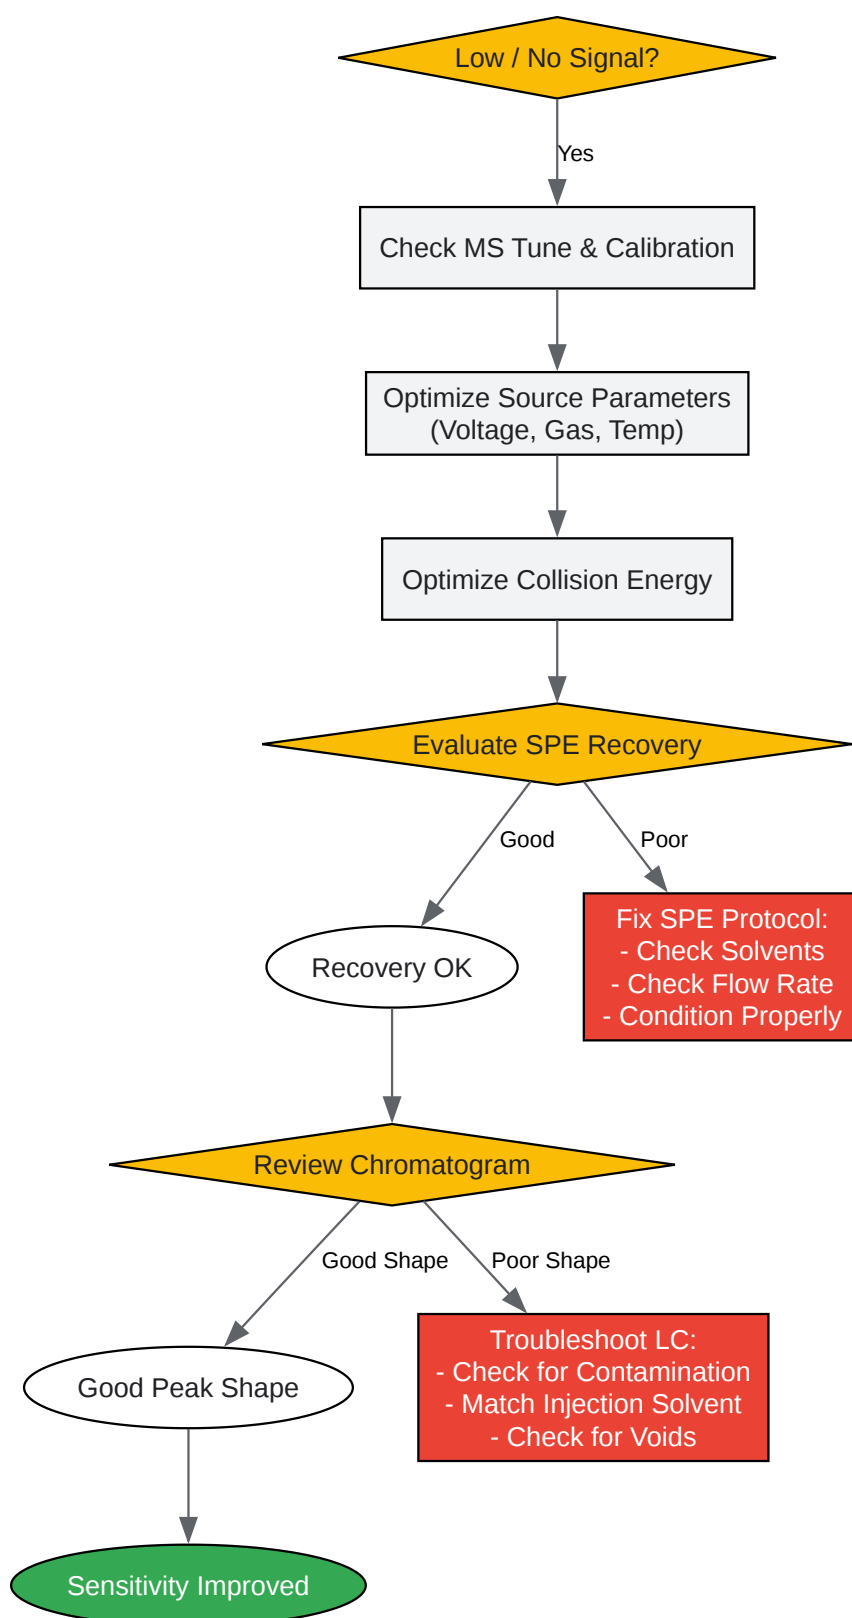 Low / No Signal?
Yes
Check MS Tune & Calibration
Optimize Source Parameters
(Voltage, Gas, Temp)
Optimize Collision Energy
Evaluate SPE Recovery
Good
Poor
Recovery OK
Fix SPE Protocol:
- Check Solvents
- Check Flow Rate
- Condition Properly
Review Chromatogram
Good Shape
Poor Shape
Good Peak Shape
Troubleshoot LC:
- Check for Contamination
- Match Injection Solvent
- Check for Voids
Sensitivity Improved